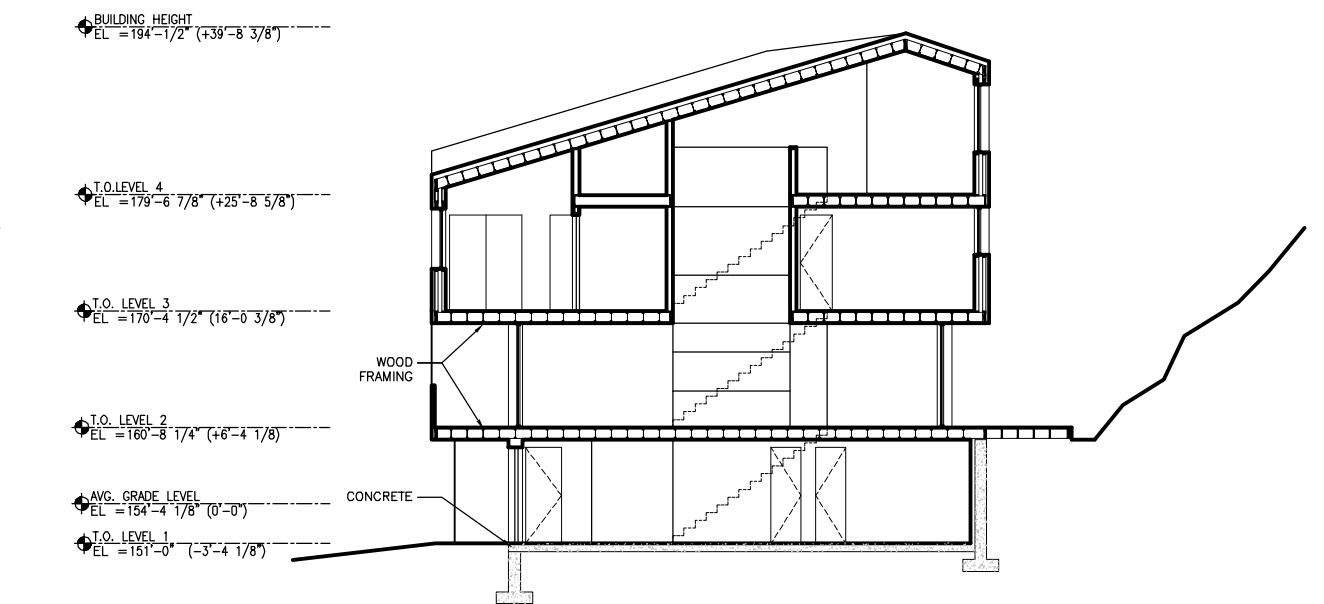 BUILDING HEIGHT
EL =194'-1/2" (+39'-8 3/8")
T.O.LEVEL 4
EL =179'-6 7/8" (+25'-8 5/8")
T.O. LEVEL 3
EL =170'-4 1/2" (16'-0 3/8")
WOOD
FRAMING
T.O. LEVEL 2
EL =160'-8 1/4" (+6'-4 1/8)
CONCRETE
AVG. GRADE LEVEL
EL =154'-4 1/8" (0'-0")
T.O. LEVEL 1
EL =151'-0" (-3'-4 1/8")